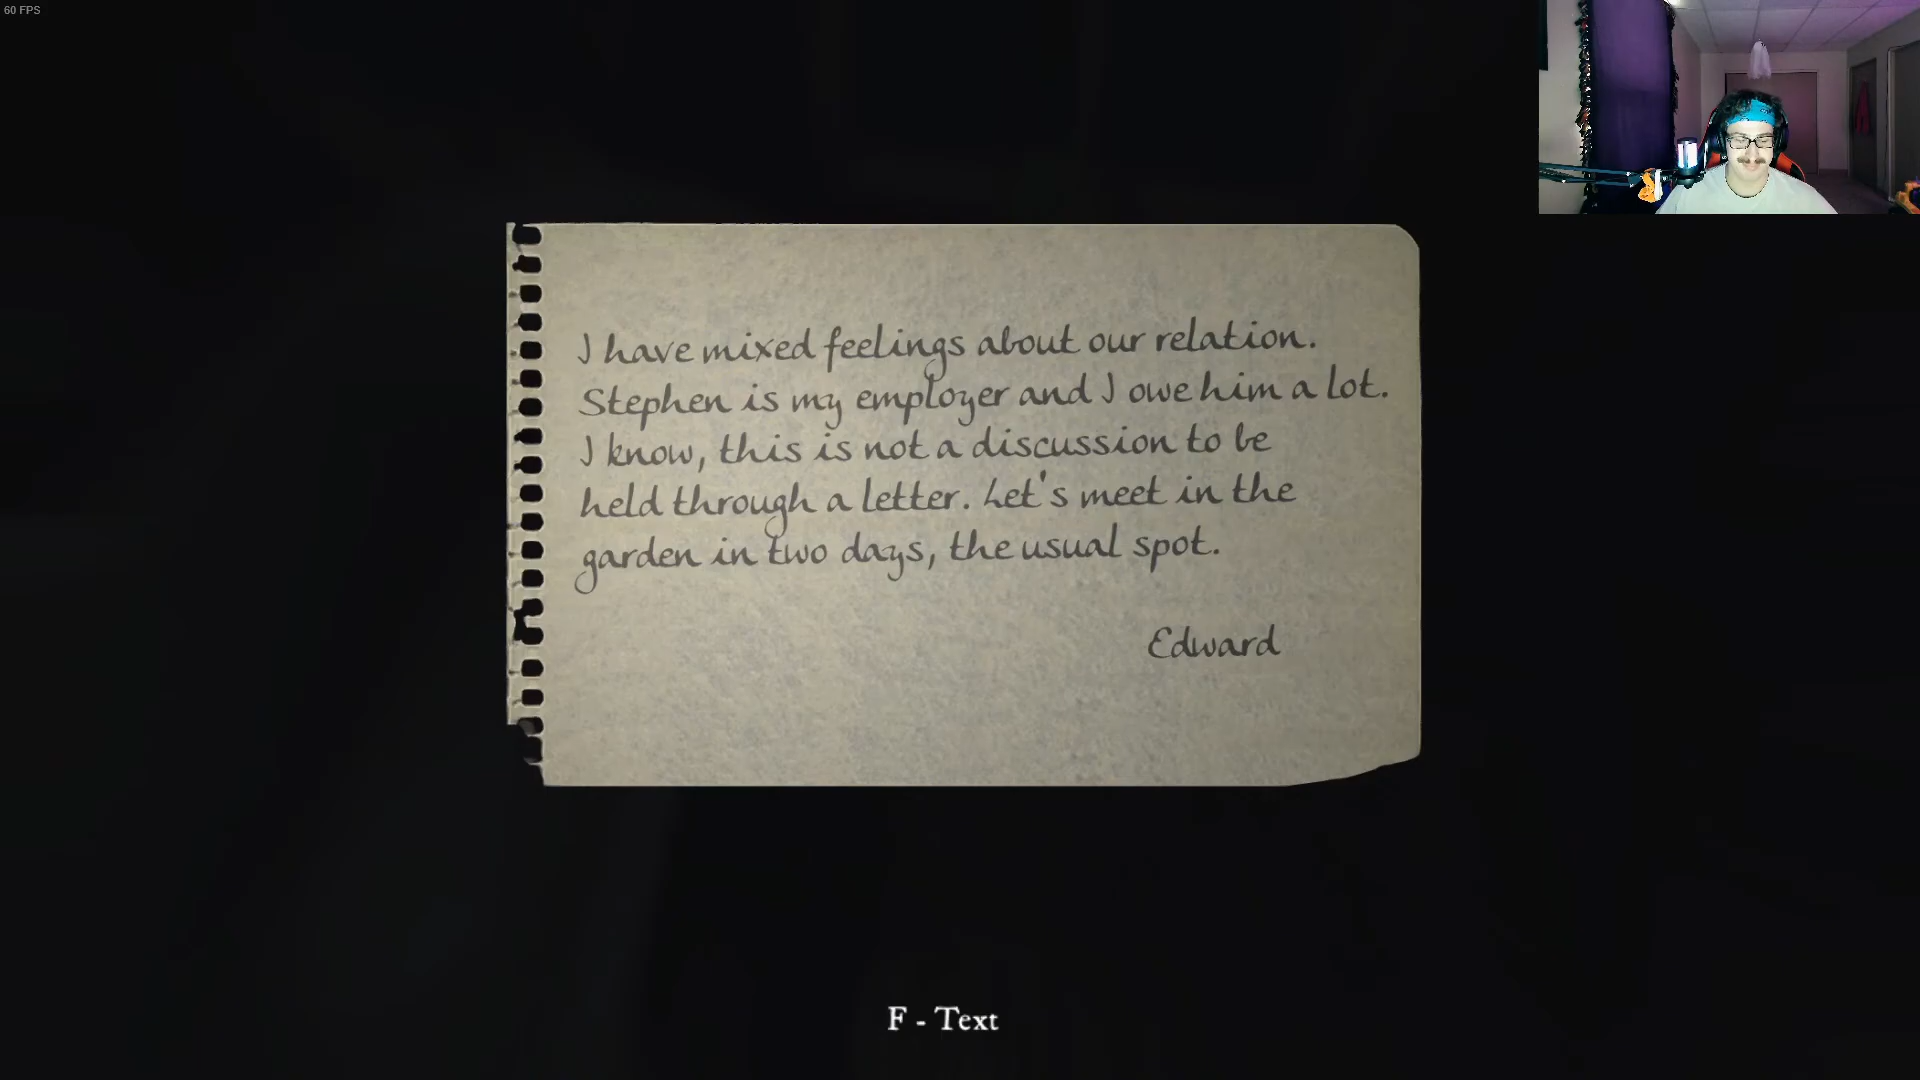 60 FPS
I have mixed feelings about our relation.
Stephen is my employer and I owe him a lot.
I know, this is not a discussion to be
held through a letter. Let's meet in the
garden in two days, the usual spot.
Edward
F - Text